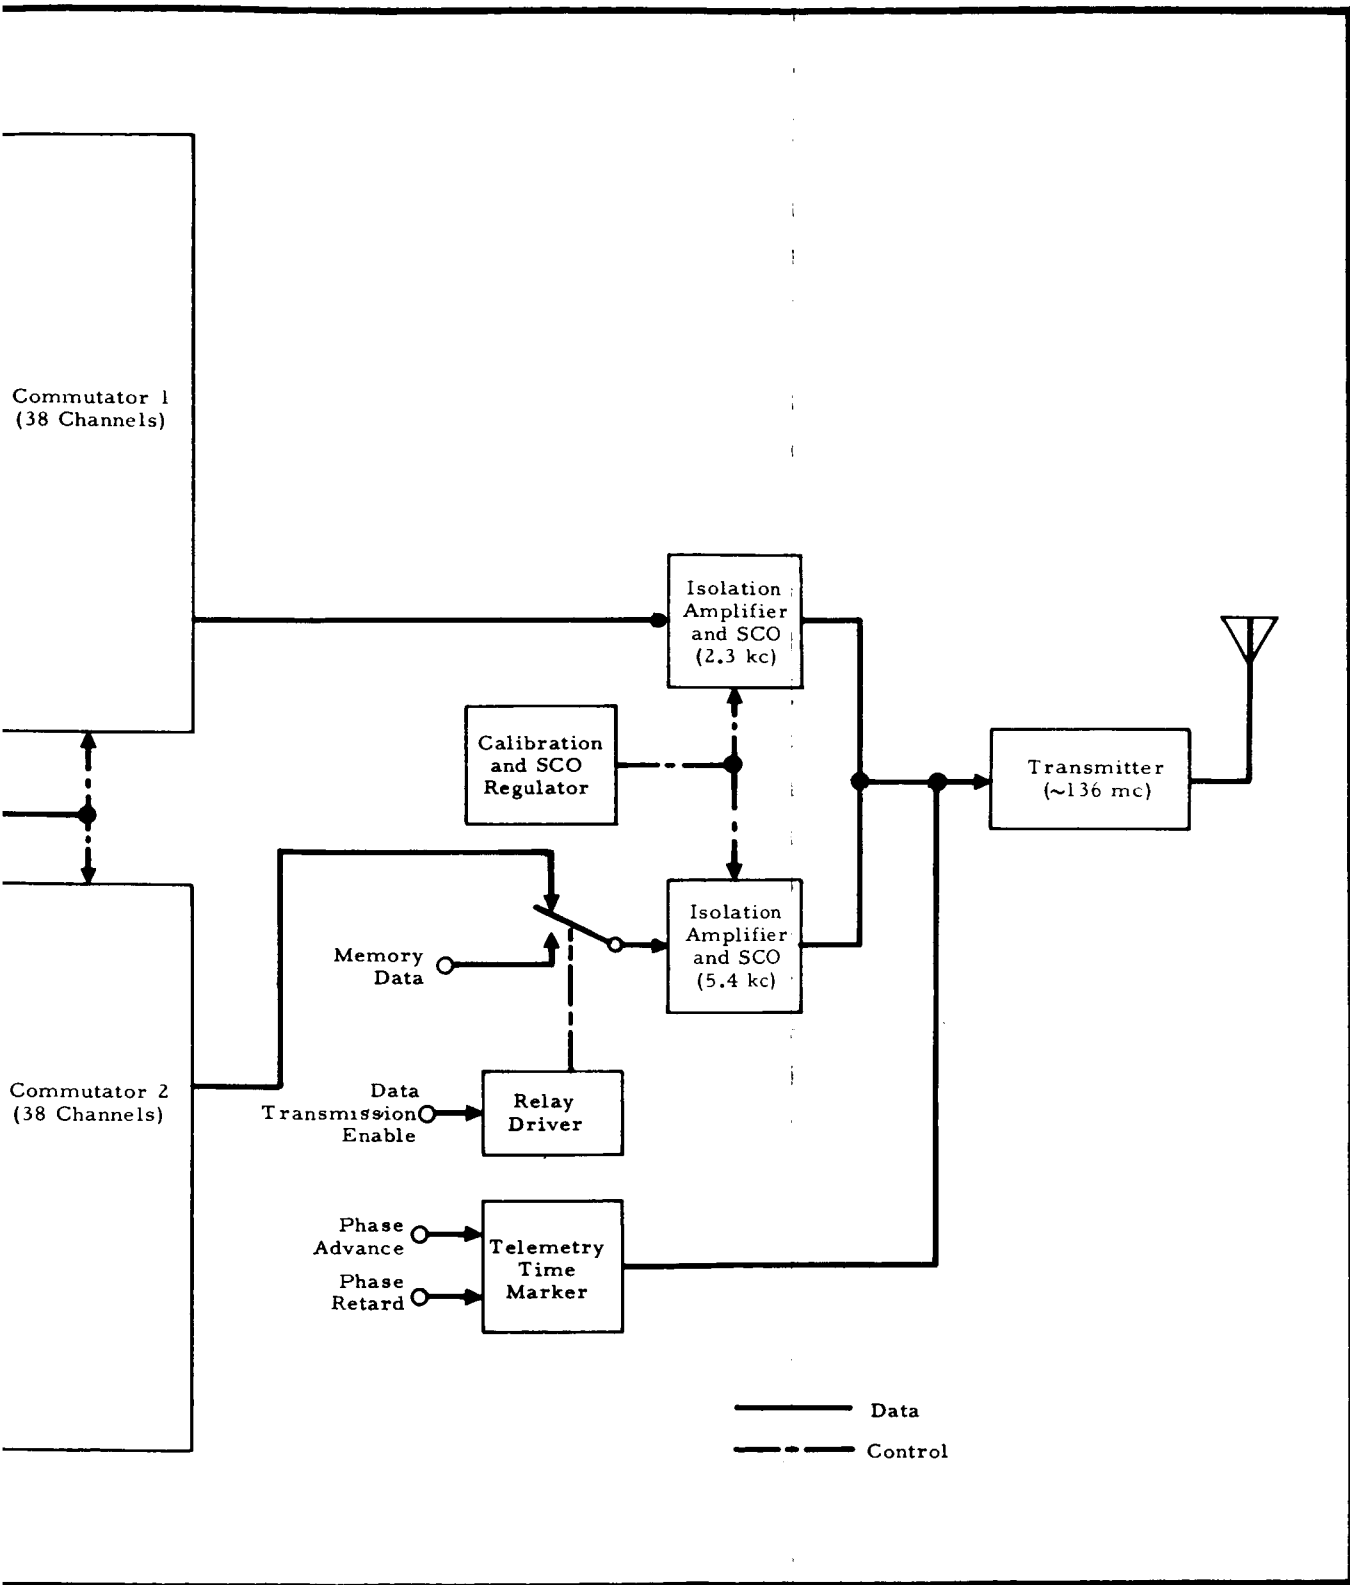 Commutator 1
(38 Channels)
Isolation
Amplifier
and SCO
(2.3 kc)
Calibration
and SCO
Regulator
Transmitter
(~136 mc)
Isolation
Amplifier
and SCO
(5.4 kc)
Memory
Data
Commutator 2
(38 Channels)
Data
Transmission
Enable
Relay
Driver
Phase
Advance
Phase
Retard
Telemetry
Time
Marker
Data
Control